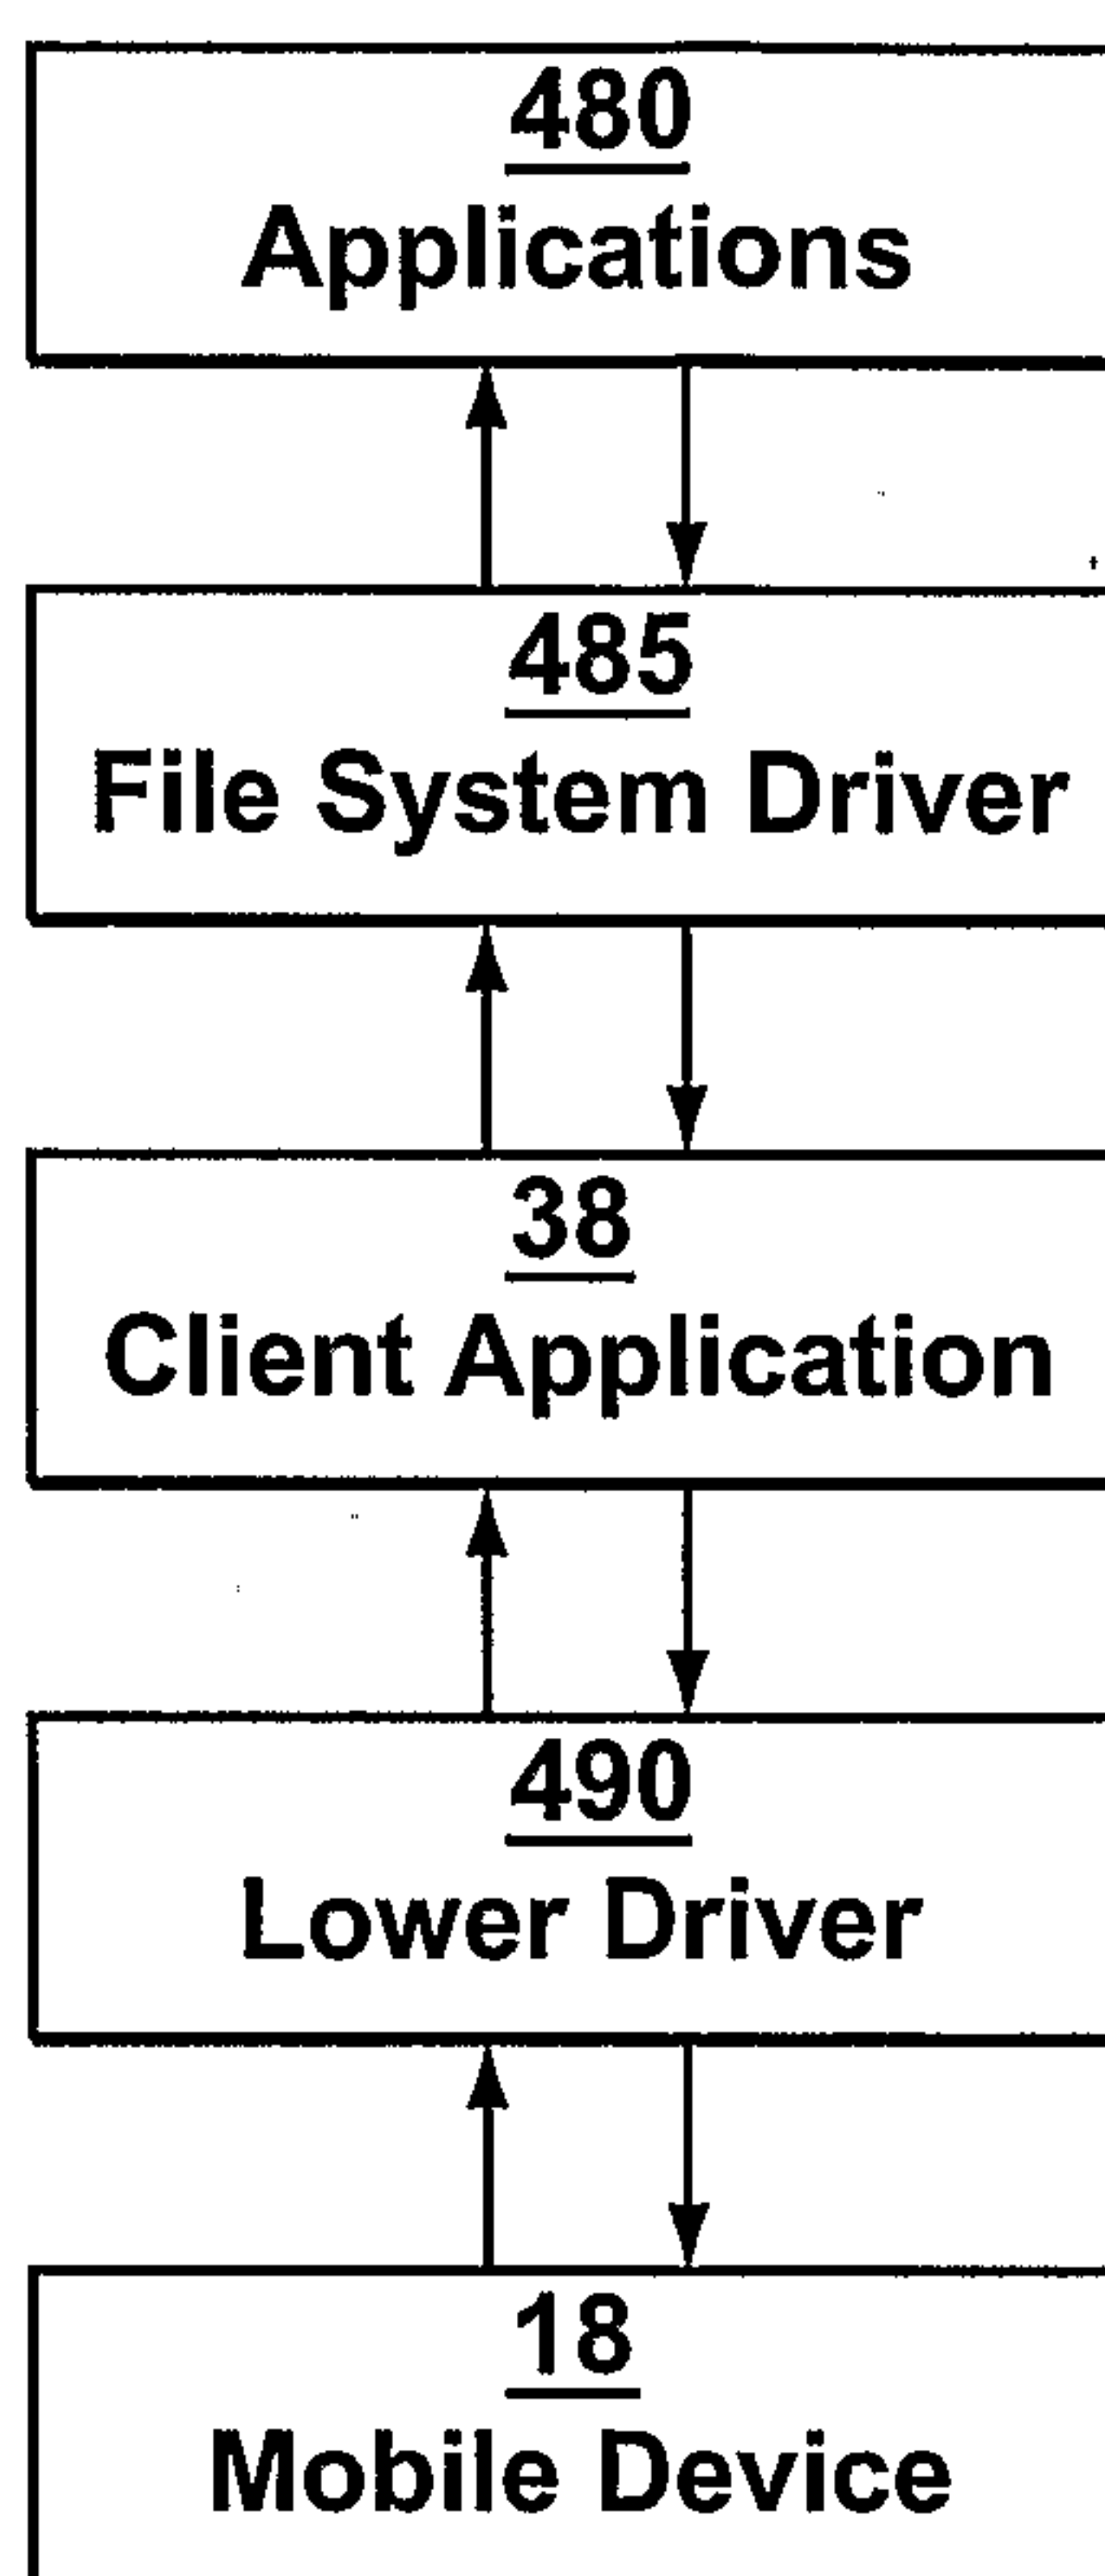 480
Applications
485
File System Driver
38
Client Application
490
Lower Driver
18
Mobile Device